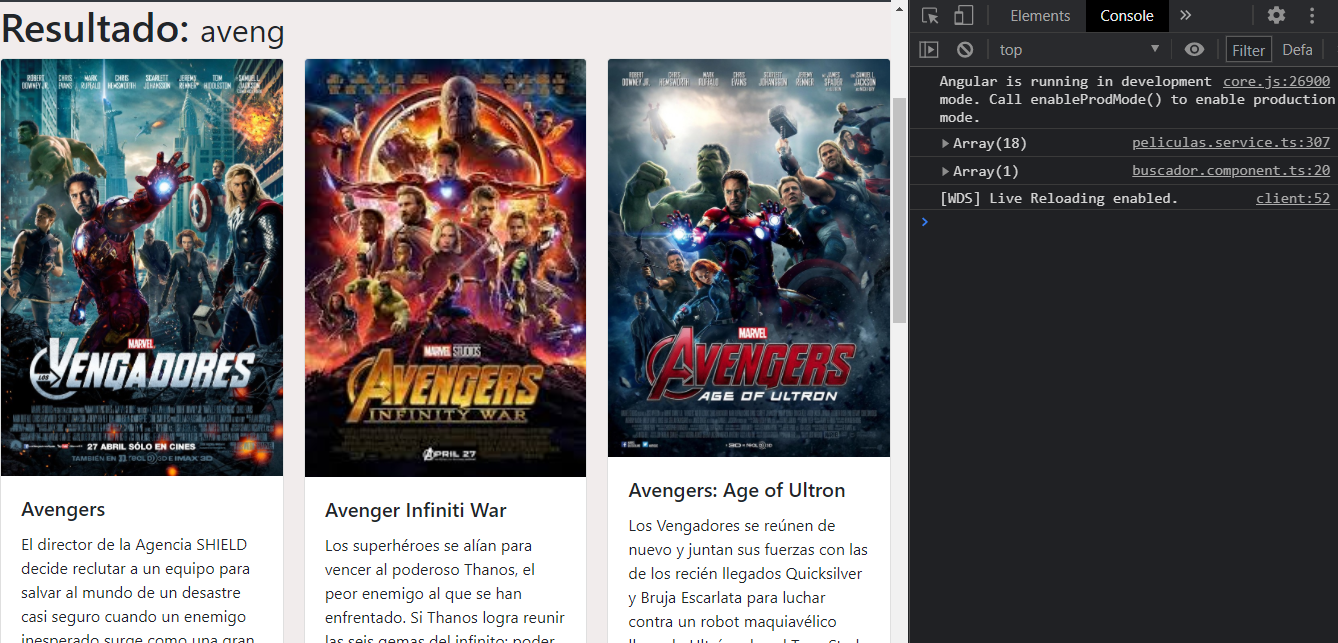 Resultado: aveng
ROBERT DOWNEY JR. CHRIS EVANS MARK RUFFALO CHRIS HEMSWORTH SCARLETT JOHANSSON JEREMY RENNER TOM HIDDLESTON SAMUEL L. JACKSON
MARVEL
LOS VENGADORES
27 ABRIL SÓLO EN CINES
TAMBIÉN EN
IMAX 3D
Avengers
El director de la Agencia SHIELD
decide reclutar a un equipo para
salvar al mundo de un desastre
casi seguro cuando un enemigo
inesperado surge como una gran
MARVEL STUDIOS
AVENGERS
INFINITY WAR
APRIL 27
Avenger Infiniti War
Los superhéroes se alían para
vencer al poderoso Thanos, el
peor enemigo al que se han
enfrentado. Si Thanos logra reunir
las seis gemas del infinito: poder
ROBERT DOWNEY JR. CHRIS HEMSWORTH MARK RUFFALO CHRIS EVANS SCARLETT JOHANSSON JEREMY RENNER JAMES SPADER SAMUEL L. JACKSON
MARVEL
AVENGERS
AGE OF ULTRON
Avengers: Age of Ultron
Los Vengadores se reúnen de
nuevo y juntan sus fuerzas con las
de los recién llegados Quicksilver
y Bruja Escarlata para luchar
contra un robot maquiavélico
Elements Console
top Filter Defa
Angular is running in development core.js:26900
mode. Call enableProdMode() to enable production
mode.
Array(18) peliculas.service.ts:307
Array(1) buscador.component.ts:20
[WDS] Live Reloading enabled. client:52